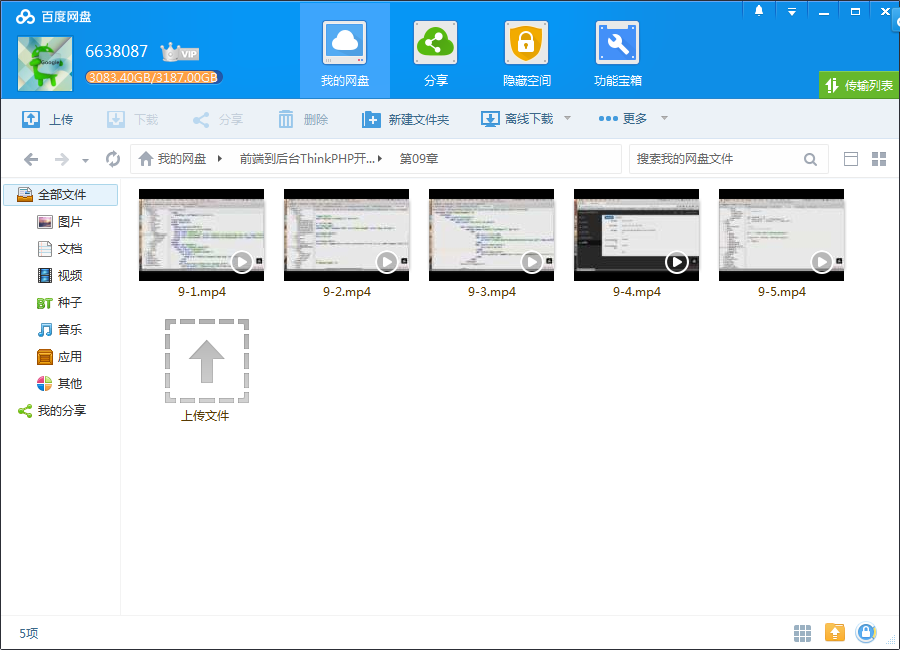 百度网盘
6638087 VIP
3083.40GB/3187.00GB
我的网盘 分享 隐藏空间 功能宝箱
传输列表
上传 下载 分享 删除 新建文件夹 离线下载 更多
我的网盘 前端到后台ThinkPHP开... 第09章 搜索我的网盘文件
全部文件
图片
文档
视频
BT 种子
音乐
应用
其他
我的分享
9-1.mp4 9-2.mp4 9-3.mp4 9-4.mp4 9-5.mp4
上传文件
5项